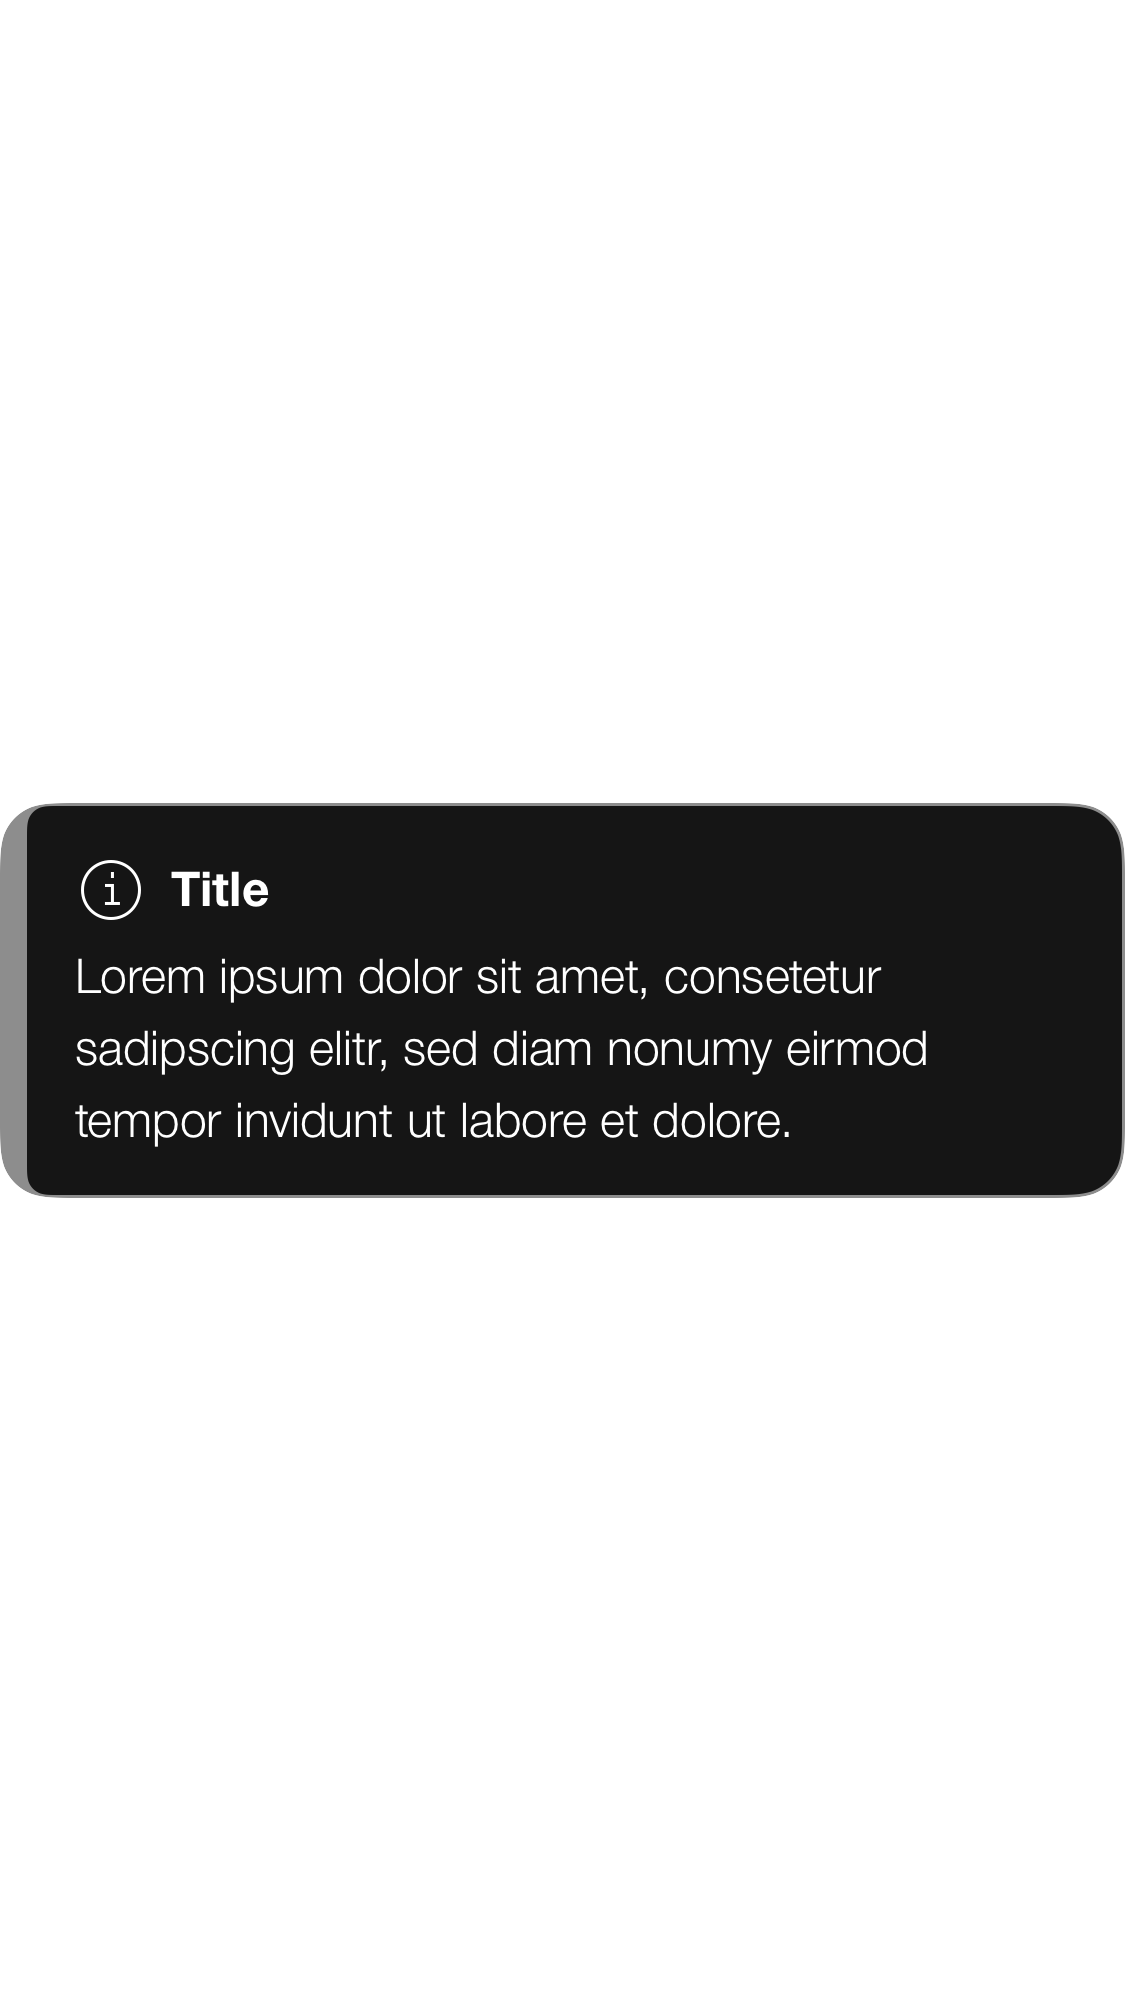 Title
Lorem ipsum dolor sit amet, consetetur
sadipscing elitr, sed diam nonumy eirmod
tempor invidunt ut labore et dolore.